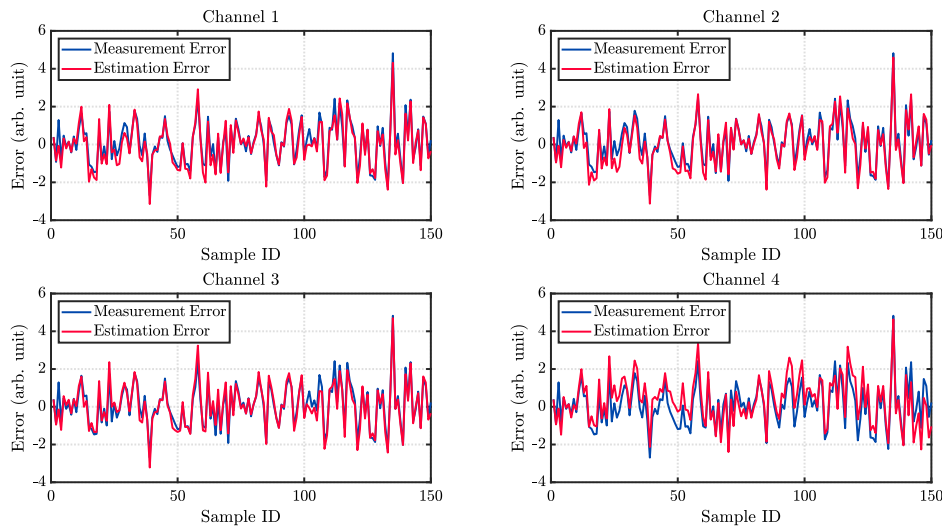 Channel 1
Error (arb. unit)
6
4
2
0
-2
-4
Measurement Error
Estimation Error
0 50 100 150
Sample ID
Channel 2
Error (arb. unit)
6
4
2
0
-2
-4
Measurement Error
Estimation Error
0 50 100 150
Sample ID
Channel 3
Error (arb. unit)
6
4
2
0
-2
-4
Measurement Error
Estimation Error
0 50 100 150
Sample ID
Channel 4
Error (arb. unit)
6
4
2
0
-2
-4
Measurement Error
Estimation Error
0 50 100 150
Sample ID